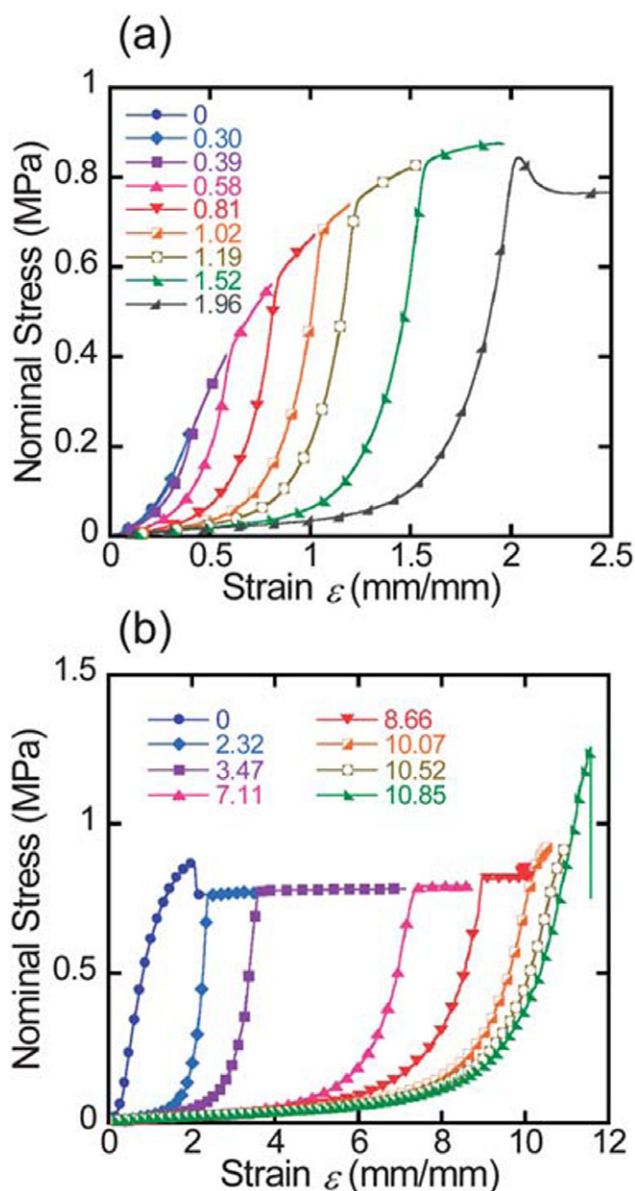 (a)
1
0.8
0.6
0.4
0.2
0
Nominal Stress (MPa)
0
0.30
0.39
0.58
0.81
1.02
1.19
1.52
1.96
0 0.5 1 1.5 2 2.5
Strain ε (mm/mm)
(b)
1.5
1
0.5
0
Nominal Stress (MPa)
0 8.66
2.32 10.07
3.47 10.52
7.11 10.85
0 2 4 6 8 10 12
Strain ε (mm/mm)